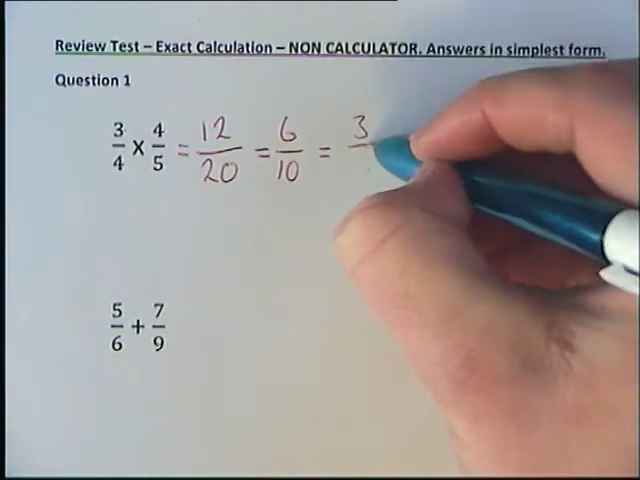 Review Test – Exact Calculation – NON CALCULATOR. Answers in simplest form.
Question 1
3/4 x 4/5 = 12/20 = 6/10 = 3
5/6 + 7/9